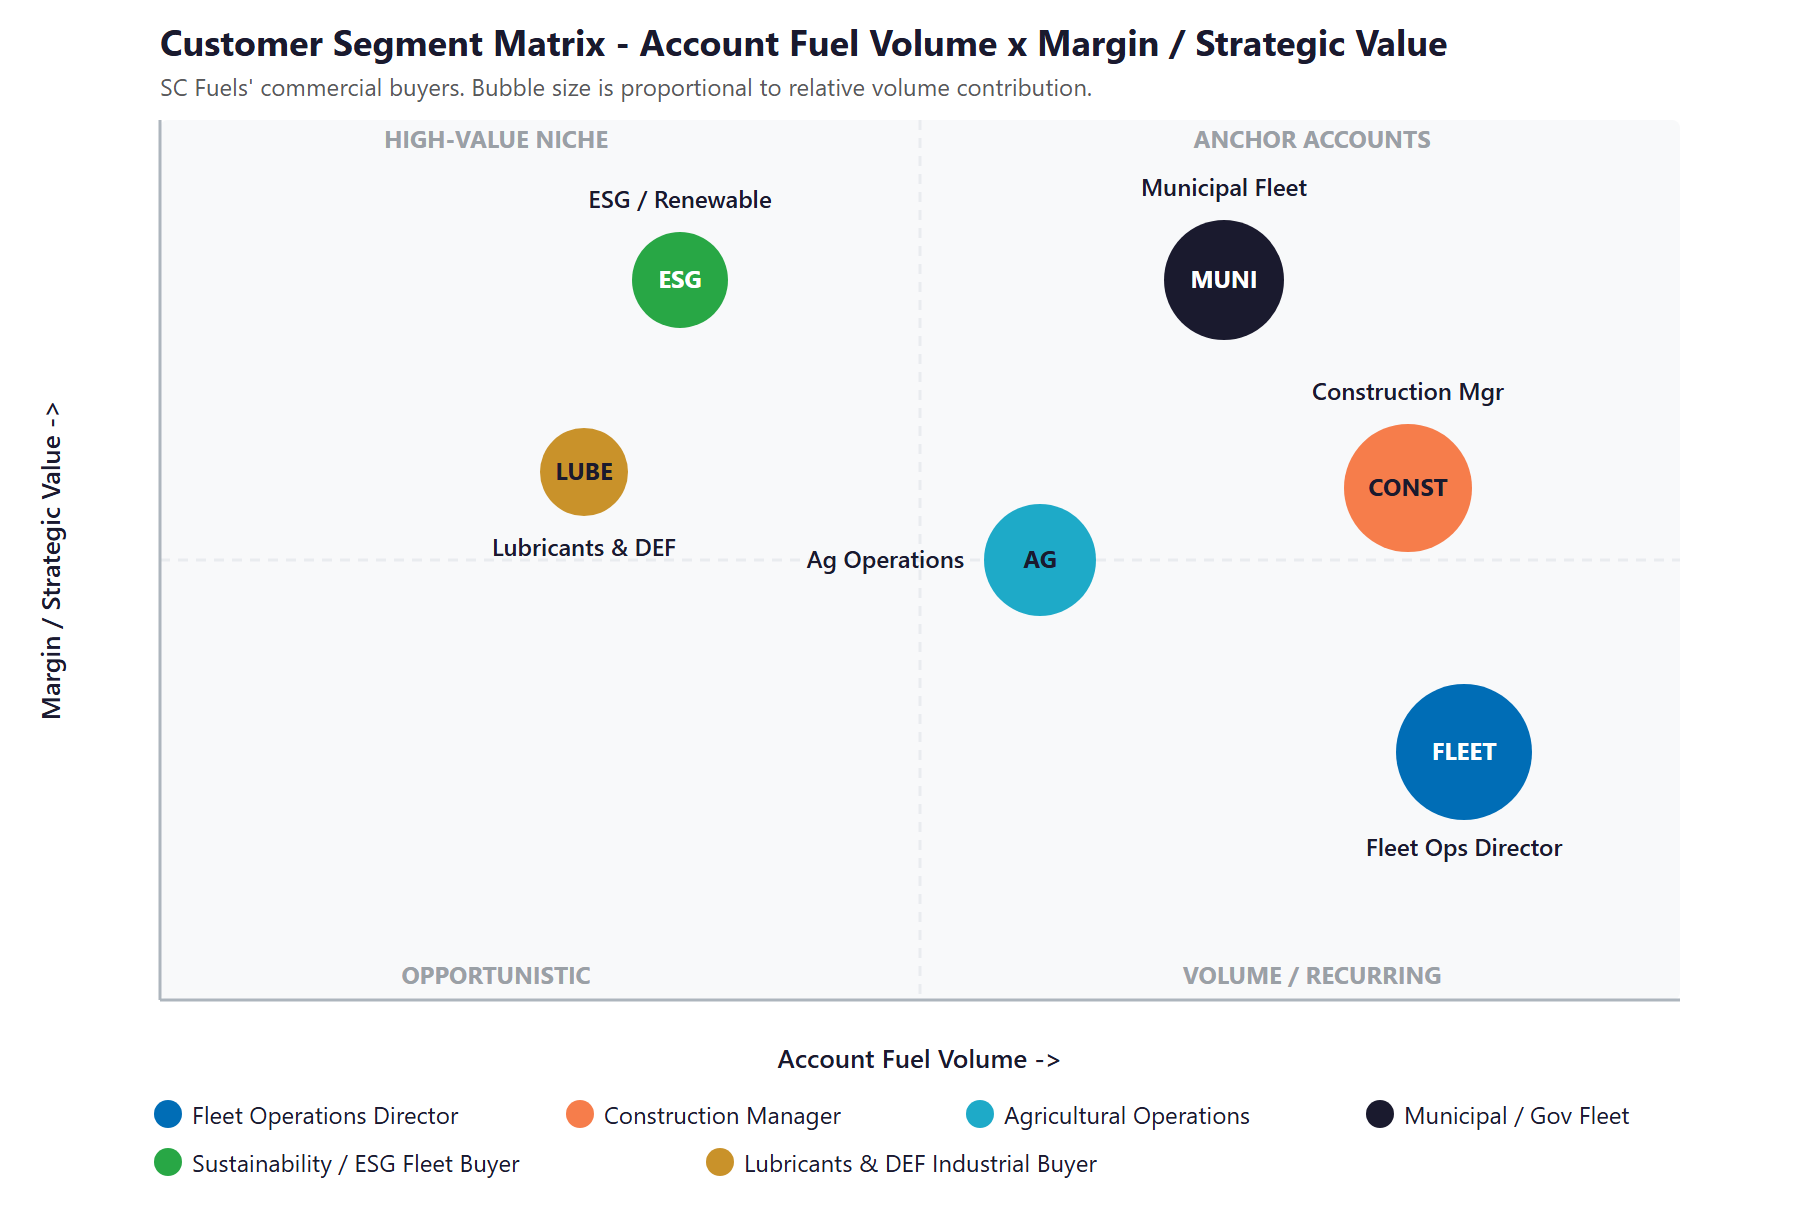 Customer Segment Matrix - Account Fuel Volume x Margin / Strategic Value
SC Fuels' commercial buyers. Bubble size is proportional to relative volume contribution.
HIGH-VALUE NICHE
ANCHOR ACCOUNTS
Municipal Fleet
ESG / Renewable
ESG
MUNI
Construction Mgr
LUBE
CONST
Lubricants & DEF
Ag Operations
AG
Margin / Strategic Value ->
FLEET
Fleet Ops Director
OPPORTUNISTIC
VOLUME / RECURRING
Account Fuel Volume ->
Fleet Operations Director
Construction Manager
Agricultural Operations
Municipal / Gov Fleet
Sustainability / ESG Fleet Buyer
Lubricants & DEF Industrial Buyer